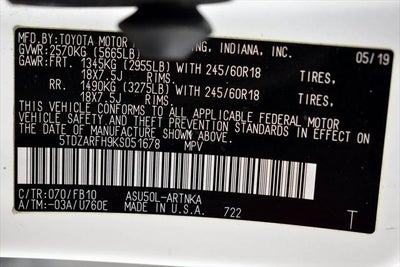 MFD.BY: TOYOTA MOTOR ING, INDIANA, INC.
GVWR: 2570KG (5665LB) 05/19
GAWR: FRT. 1345KG (2955LB) WITH 245/60R18 TIRES,
18X7.5J RIMS
RR. 1490KG (3275LB) WITH 245/60R18 TIRES,
18X7.5J RIMS
THIS VEHICLE CONFORMS TO ALL APPLICABLE FEDERAL MOTOR
VEHICLE SAFETY AND THEFT PREVENTION STANDARDS IN EFFECT
ON THE DATE OF MANUFACTURE SHOWN ABOVE.
5TDZARFH9KS051678 MPV
C/TR: 070/FB10 ASU50L-ARTNKA
A/TM: -03A/U760E MADE IN U.S.A. 722 T